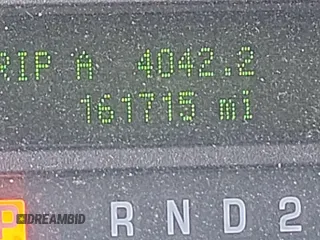 RIP A 4042.2
161715 mi
P R N D 2
DREAMBID